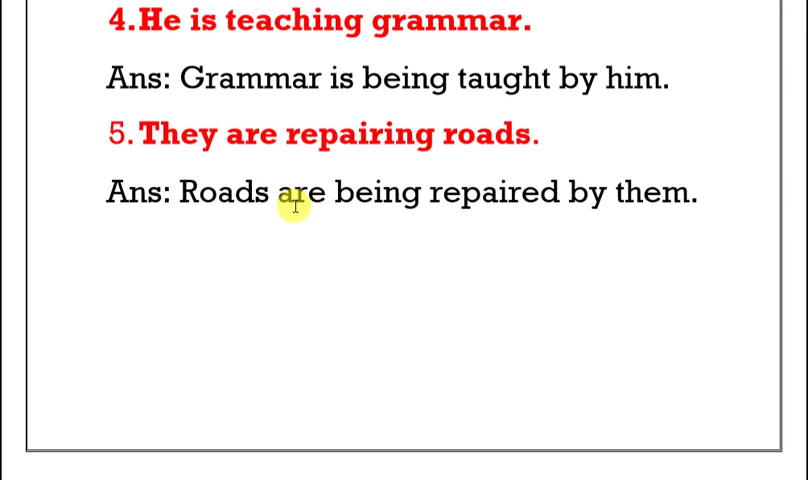 4.He is teaching grammar.
Ans: Grammar is being taught by him.
5.They are repairing roads.
Ans: Roads are being repaired by them.